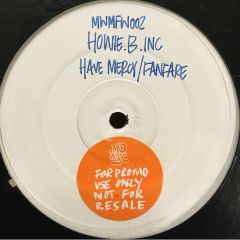 MWMFW002
HOWIE.B.INC
HAVE MERCY/FANFARE
FOR PROMO
USE ONLY
NOT FOR
RESALE